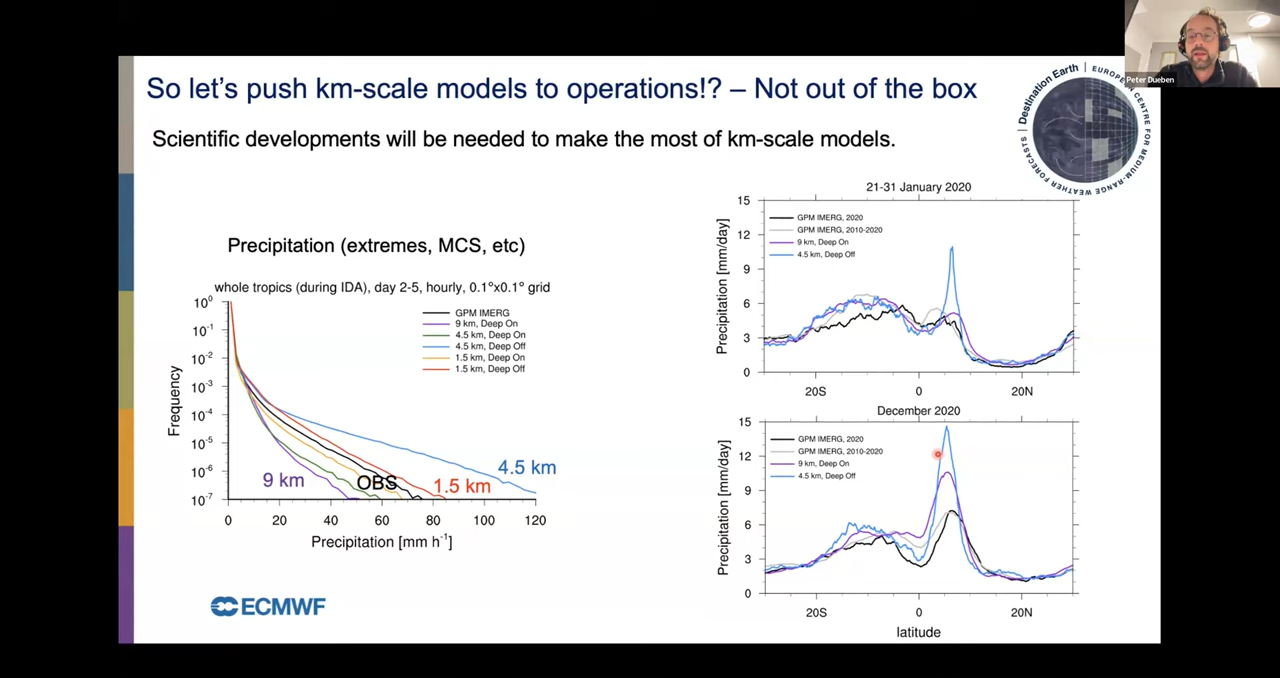 So let's push km-scale models to operations!? – Not out of the box
Scientific developments will be needed to make the most of km-scale models.
Peter Dueben
Destination Earth | EUROPEAN CENTRE FOR MEDIUM-RANGE WEATHER FORECASTS |
Precipitation (extremes, MCS, etc)
whole tropics (during IDA), day 2-5, hourly, 0.1°x0.1° grid
GPM IMERG
9 km, Deep On
4.5 km, Deep On
4.5 km, Deep Off
1.5 km, Deep On
1.5 km, Deep Off
Frequency
10^0
10^-1
10^-2
10^-3
10^-4
10^-5
10^-6
10^-7
9 km
OBS
1.5 km
4.5 km
0 20 40 60 80 100 120
Precipitation [mm h^-1]
ECMWF
21-31 January 2020
GPM IMERG, 2020
GPM IMERG, 2010-2020
9 km, Deep On
4.5 km, Deep Off
Precipitation [mm/day]
15
12
9
6
3
0
20S 0 20N
December 2020
GPM IMERG, 2020
GPM IMERG, 2010-2020
9 km, Deep On
4.5 km, Deep Off
Precipitation [mm/day]
15
12
9
6
3
0
20S 0 20N
latitude